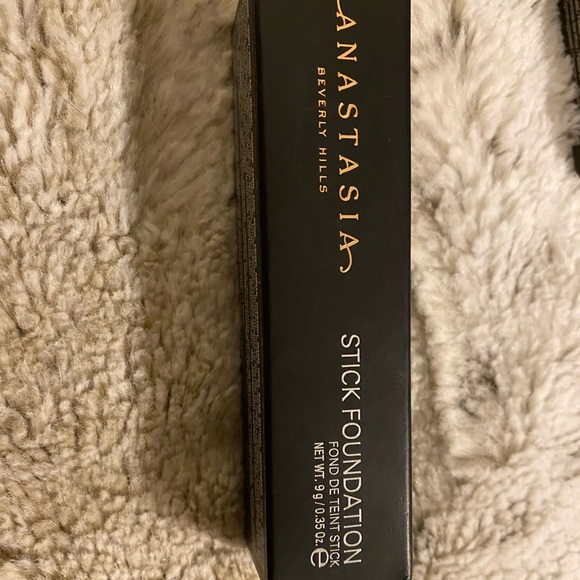 ANASTASIA
BEVERLY HILLS
STICK FOUNDATION
FOND DE TEINT STICK
NET WT. 9 g / 0.35 Oz. ℮